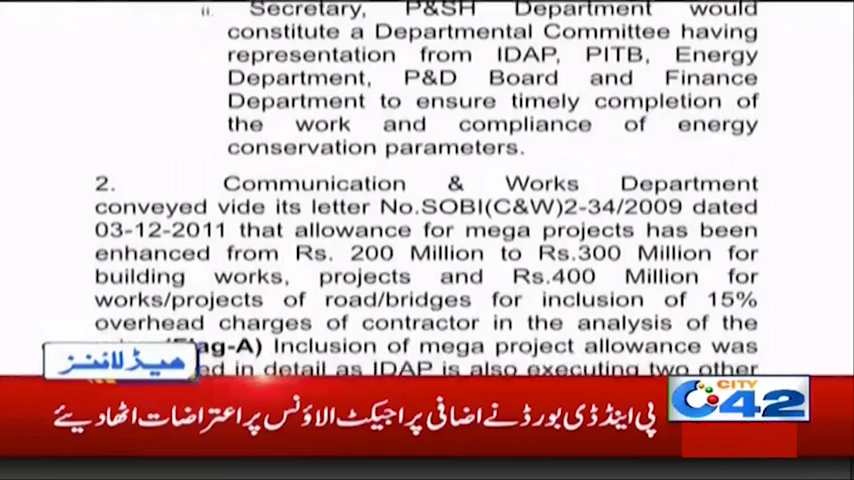 ii. Secretary, P&SH Department would
constitute a Departmental Committee having
representation from IDAP, PITB, Energy
Department, P&D Board and Finance
Department to ensure timely completion of
the work and compliance of energy
conservation parameters.
2. Communication & Works Department
conveyed vide its letter No.SOBI(C&W)2-34/2009 dated
03-12-2011 that allowance for mega projects has been
enhanced from Rs. 200 Million to Rs.300 Million for
building works, projects and Rs.400 Million for
works/projects of road/bridges for inclusion of 15%
overhead charges of contractor in the analysis of the
Inclusion of mega project allowance was
in detail as IDAP is also executing two other
ہیڈلائنز
پی اینڈ ڈی بورڈ نے اضافی پراجیکٹ الاؤنس پر اعتراضات اٹھا دیئے
CITY
42